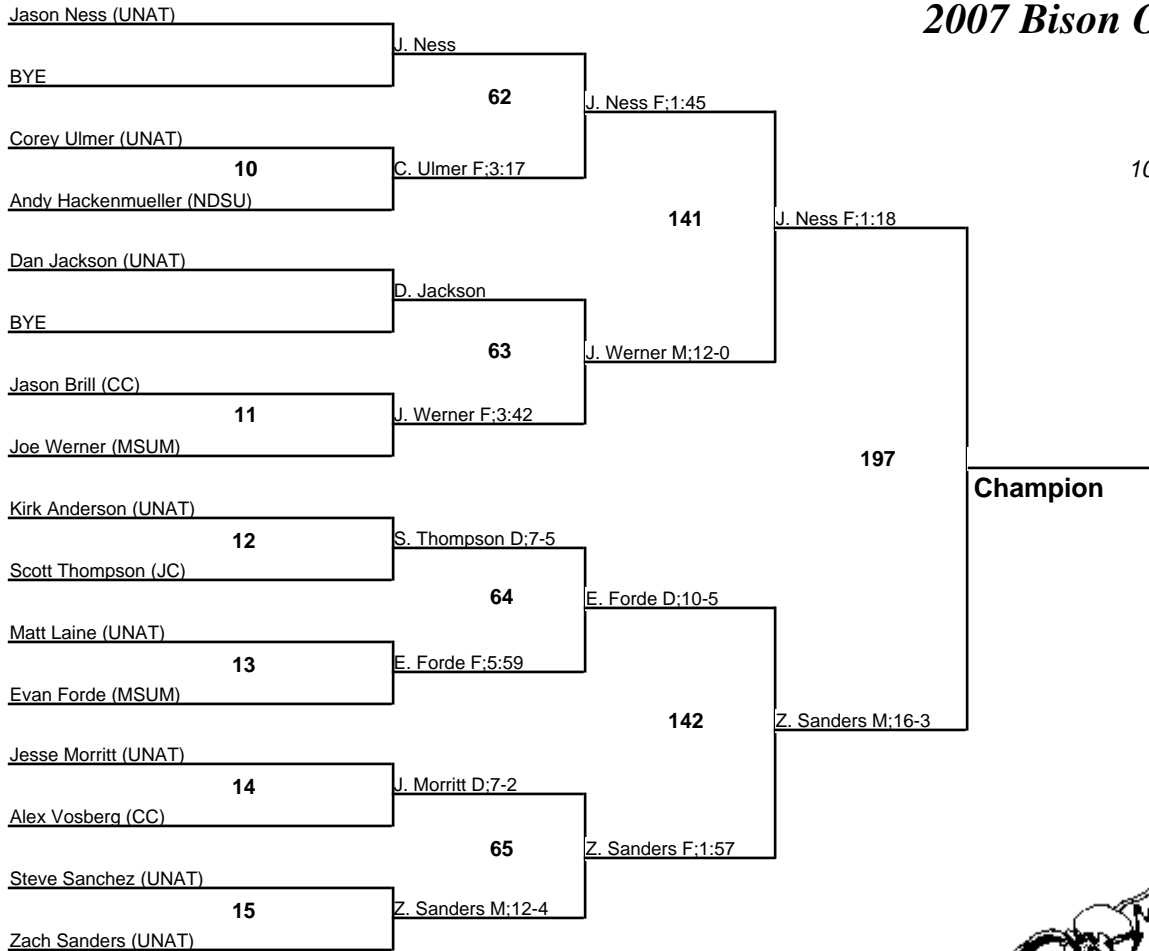 2007 Bison O
Jason Ness (UNAT)
J. Ness
BYE
62
J. Ness F;1:45
Corey Ulmer (UNAT)
10
C. Ulmer F;3:17
10
Andy Hackenmueller (NDSU)
141
J. Ness F;1:18
Dan Jackson (UNAT)
D. Jackson
BYE
63
J. Werner M;12-0
Jason Brill (CC)
11
J. Werner F;3:42
Joe Werner (MSUM)
197
Champion
Kirk Anderson (UNAT)
12
S. Thompson D;7-5
Scott Thompson (JC)
64
E. Forde D;10-5
Matt Laine (UNAT)
13
E. Forde F;5:59
Evan Forde (MSUM)
142
Z. Sanders M;16-3
Jesse Morritt (UNAT)
14
J. Morritt D;7-2
Alex Vosberg (CC)
65
Z. Sanders F;1:57
Steve Sanchez (UNAT)
15
Z. Sanders M;12-4
Zach Sanders (UNAT)